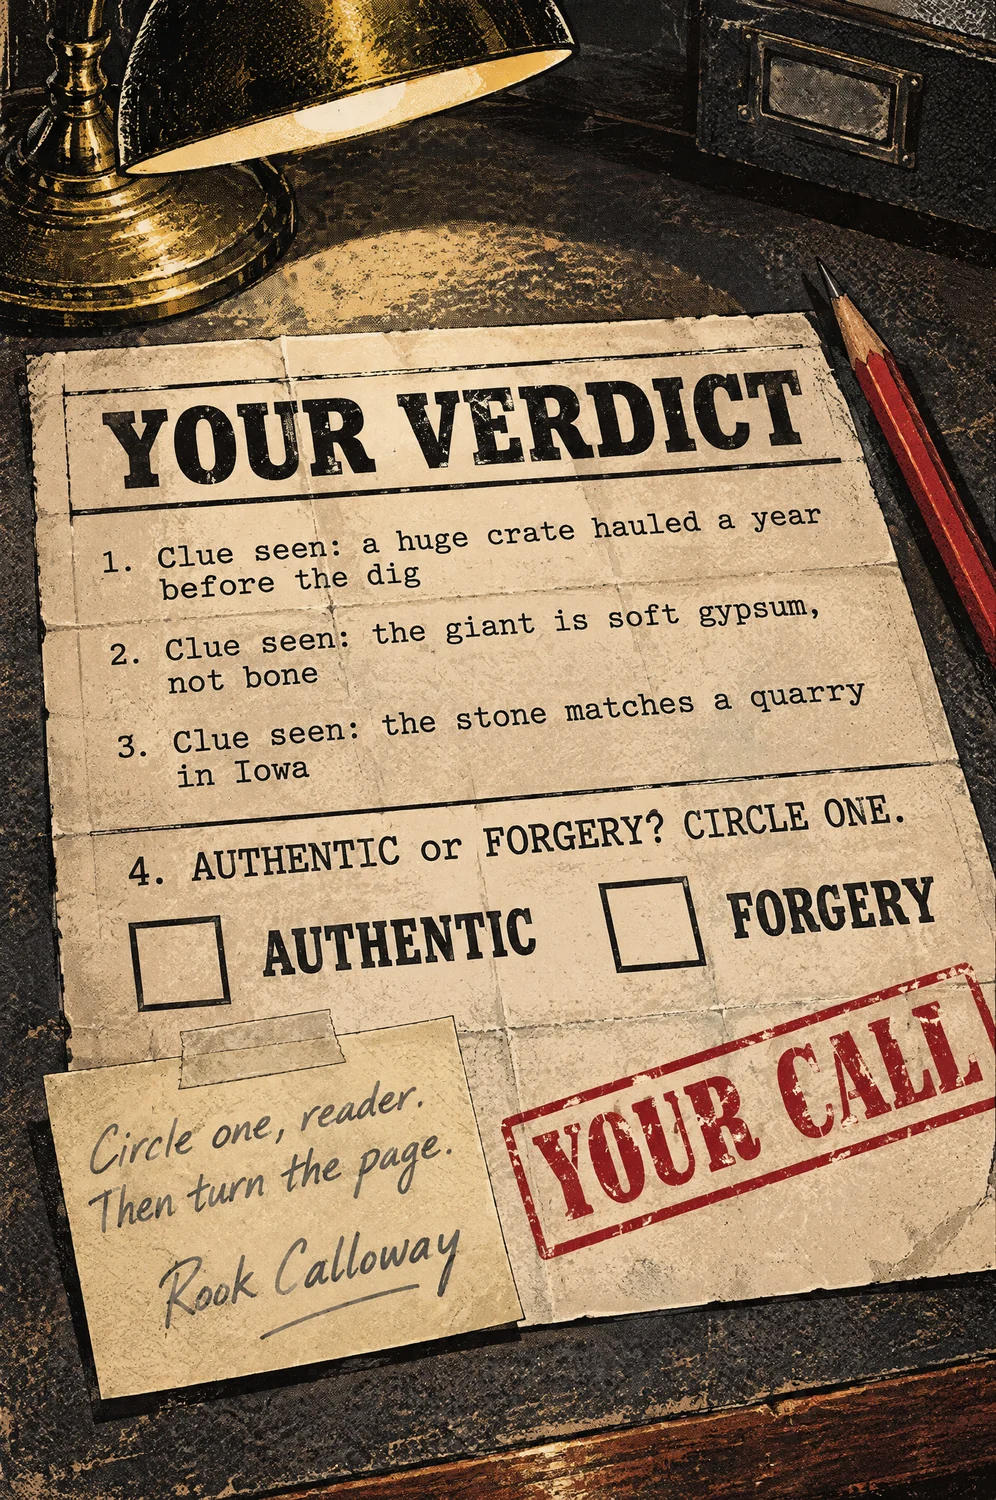 YOUR VERDICT
1. Clue seen: a huge crate hauled a year
before the dig
2. Clue seen: the giant is soft gypsum,
not bone
3. Clue seen: the stone matches a quarry
in Iowa
4. AUTHENTIC or FORGERY? CIRCLE ONE.
AUTHENTIC
FORGERY
YOUR CALL
Circle one, reader.
Then turn the page.
Rook Calloway